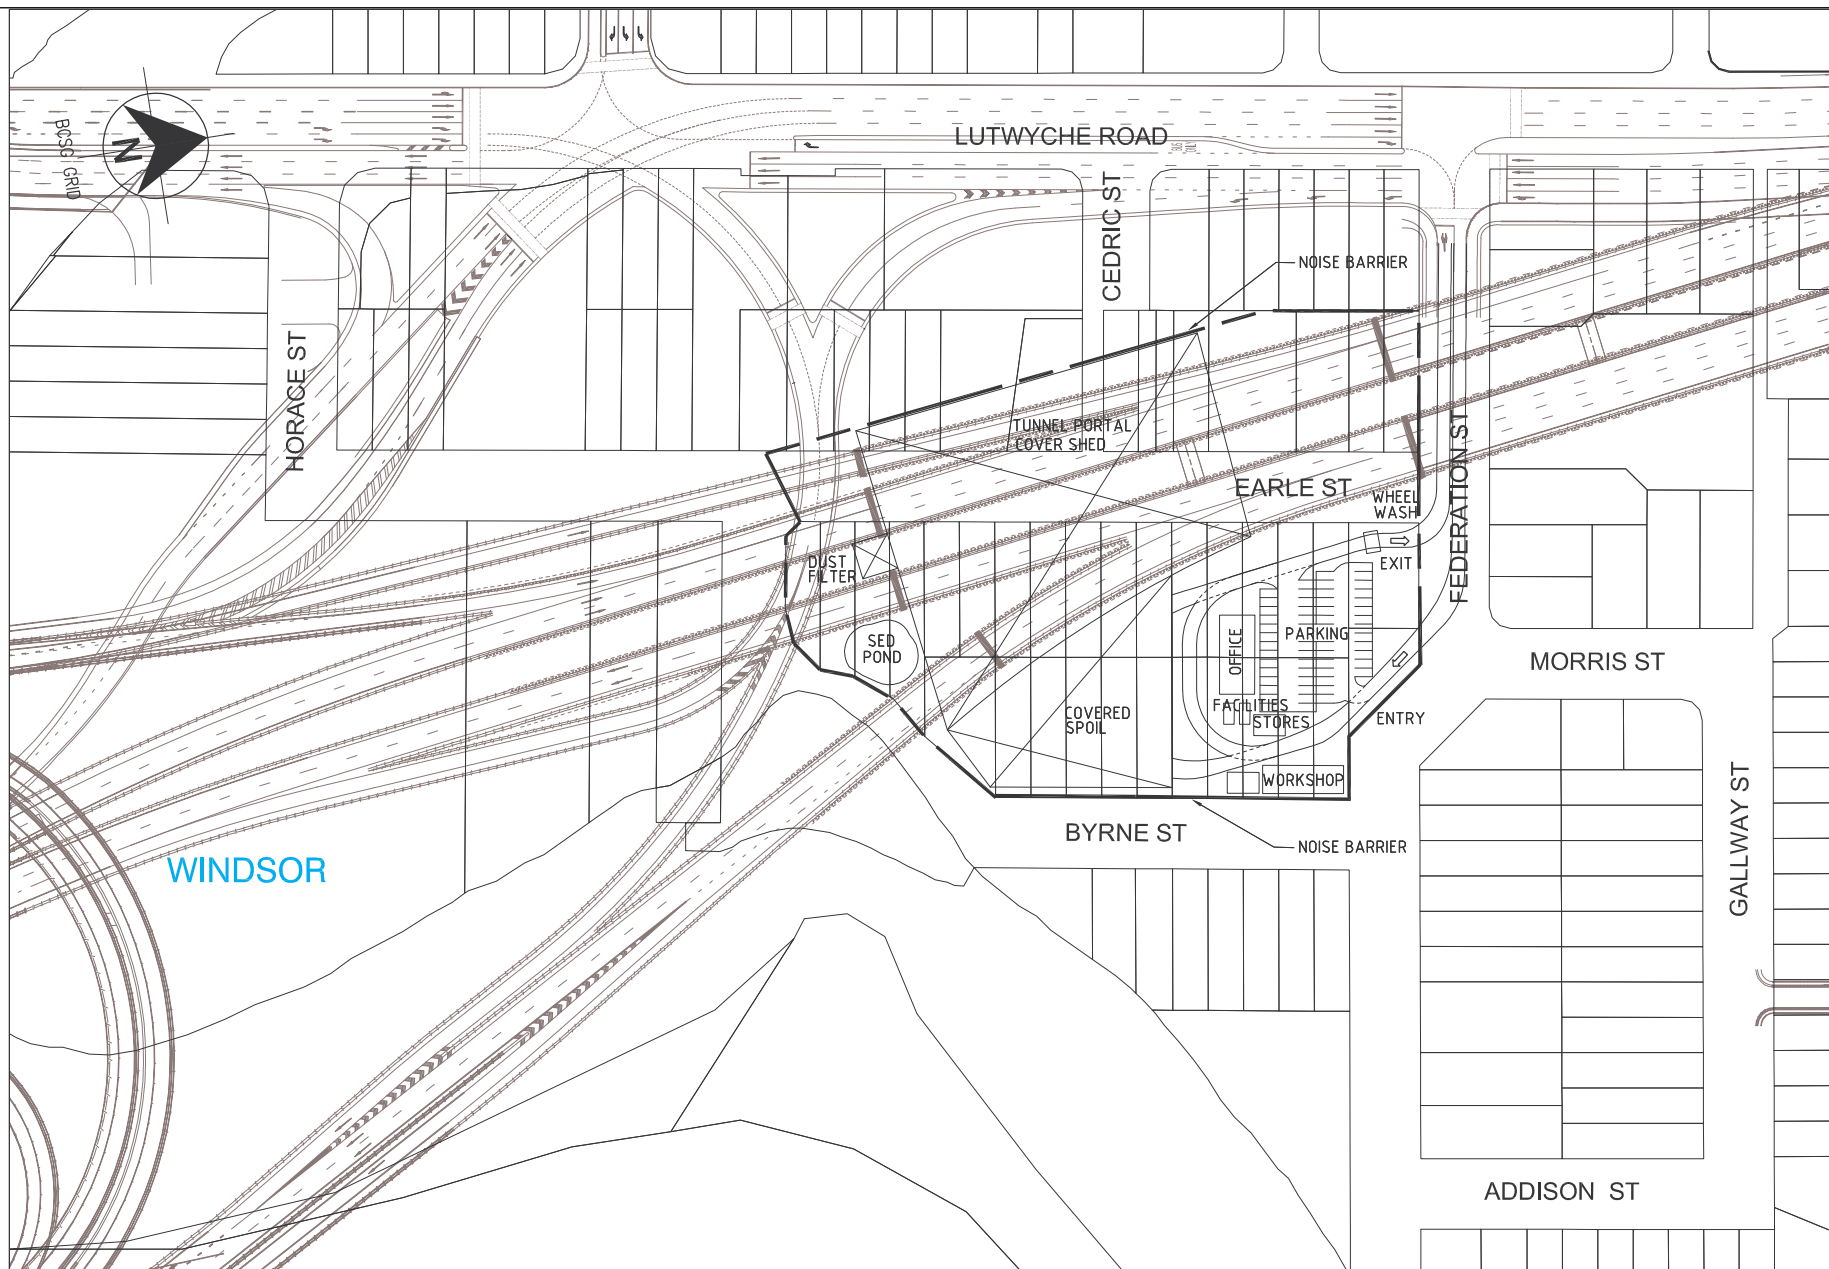 LUTWYCHE ROAD
BUS
ONLY
BCSG GRID
N
CEDRIC ST
NOISE BARRIER
HORACE ST
TUNNEL PORTAL
COVER SHED
EARLE ST
WHEEL
WASH
FEDERATION ST
EXIT
DUST
FILTER
SED
POND
OFFICE
PARKING
MORRIS ST
FACILITIES
STORES
ENTRY
COVERED
SPOIL
WORKSHOP
BYRNE ST
NOISE BARRIER
WINDSOR
GALLWAY ST
ADDISON ST